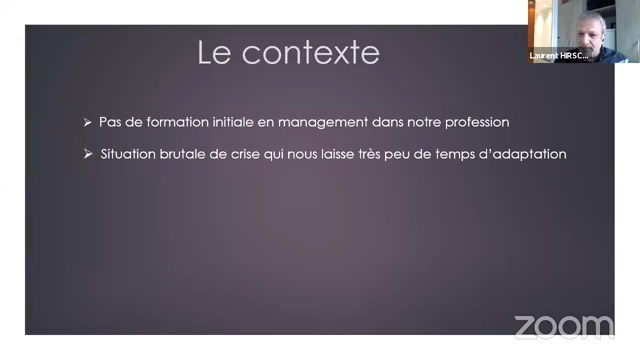 Le contexte
Laurent HIRSC...
➢ Pas de formation initiale en management dans notre profession
➢ Situation brutale de crise qui nous laisse très peu de temps d'adaptation
zoom